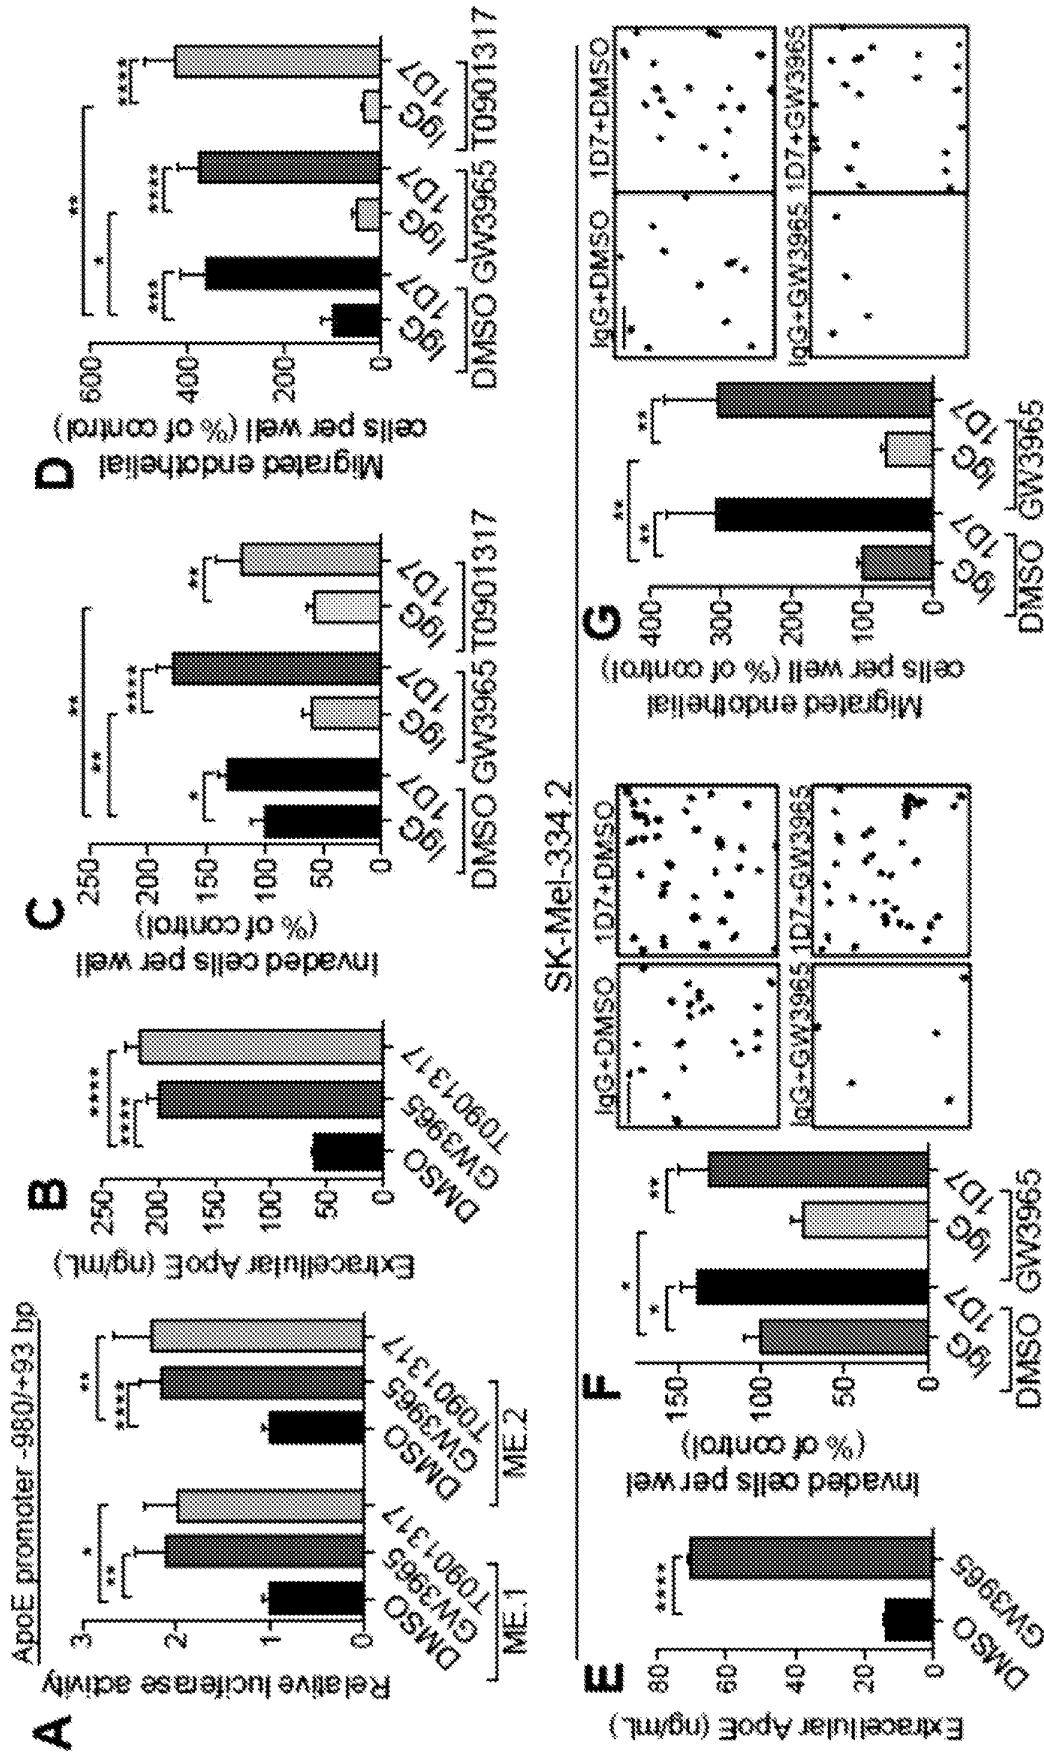 A
ApoE promoter -980/+93 bp
Relative luciferase activity
3
2
1
0
** *
**** **
DMSO GW3965 T0901317 DMSO GW3965 T0901317
ME.1 ME.2
B
Extracellular ApoE (ng/mL)
250
200
150
100
50
0
****
****
DMSO GW3965 T0901317
C
Invaded cells per well
(% of control)
250
200
150
100
50
0
**
**
* **** **
IgG 1D7 IgG 1D7 IgG 1D7
DMSO GW3965 T0901317
D
Migrated endothelial
cells per well (% of control)
600
400
200
0
**
*
*** **** ****
IgG 1D7 IgG 1D7 IgG 1D7
DMSO GW3965 T0901317
SK-Mel-334.2
E
Extracellular ApoE (ng/mL)
80
60
40
20
0
****
DMSO GW3965
F
Invaded cells per wel
(% of control)
150
100
50
0
*
* **
IgG 1D7 IgG 1D7
DMSO GW3965
IgG+DMSO 1D7+DMSO
IgG+GW3965 1D7+GW3965
G
Migrated endothelial
cells per well (% of control)
400
300
200
100
0
**
** **
IgG 1D7 IgG 1D7
DMSO GW3965
IgG+DMSO 1D7+DMSO
IgG+GW3965 1D7+GW3965